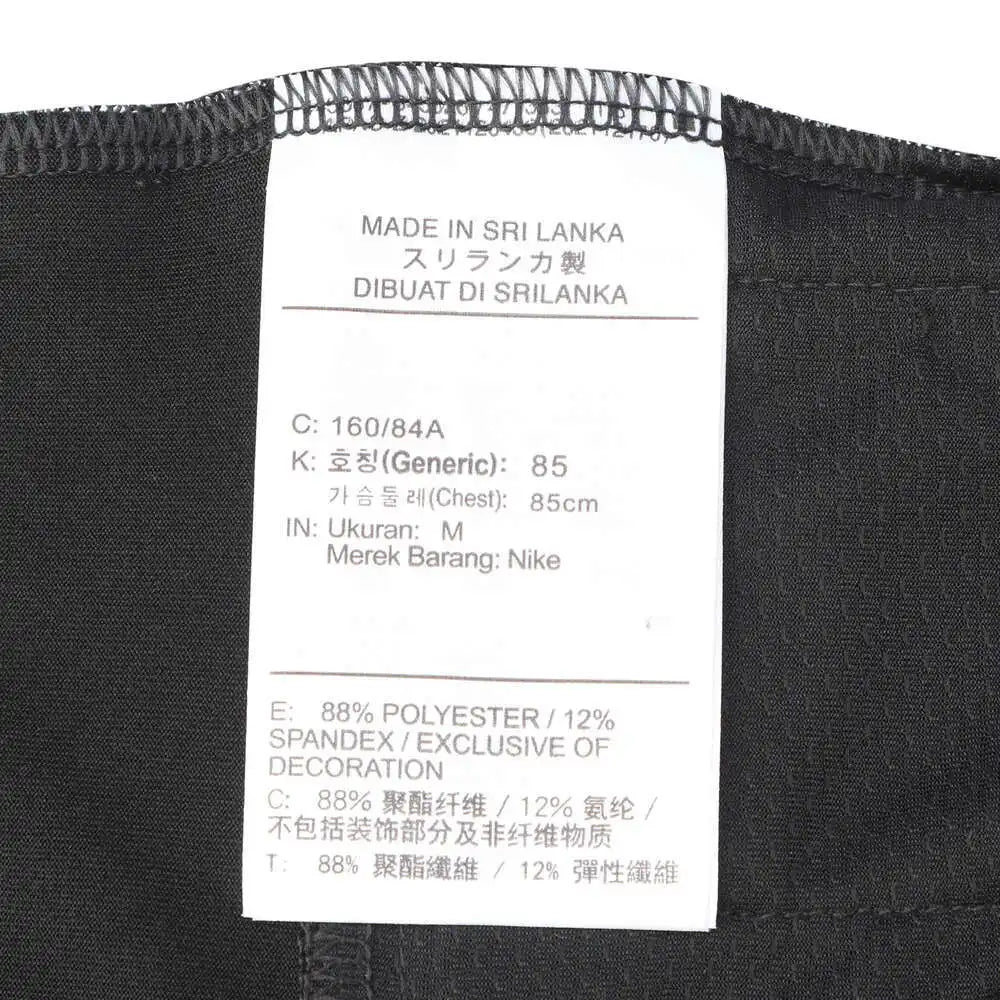 MADE IN SRI LANKA
スリランカ製
DIBUAT DI SRILANKA
C: 160/84A
K: 호칭(Generic): 85
가슴둘레(Chest): 85cm
IN: Ukuran: M
Merek Barang: Nike
E: 88% POLYESTER / 12%
SPANDEX / EXCLUSIVE OF
DECORATION
C: 88% 聚酯纤维 / 12% 氨纶 /
不包括装饰部分及非纤维物质
T: 88% 聚酯纖維 / 12% 彈性纖維